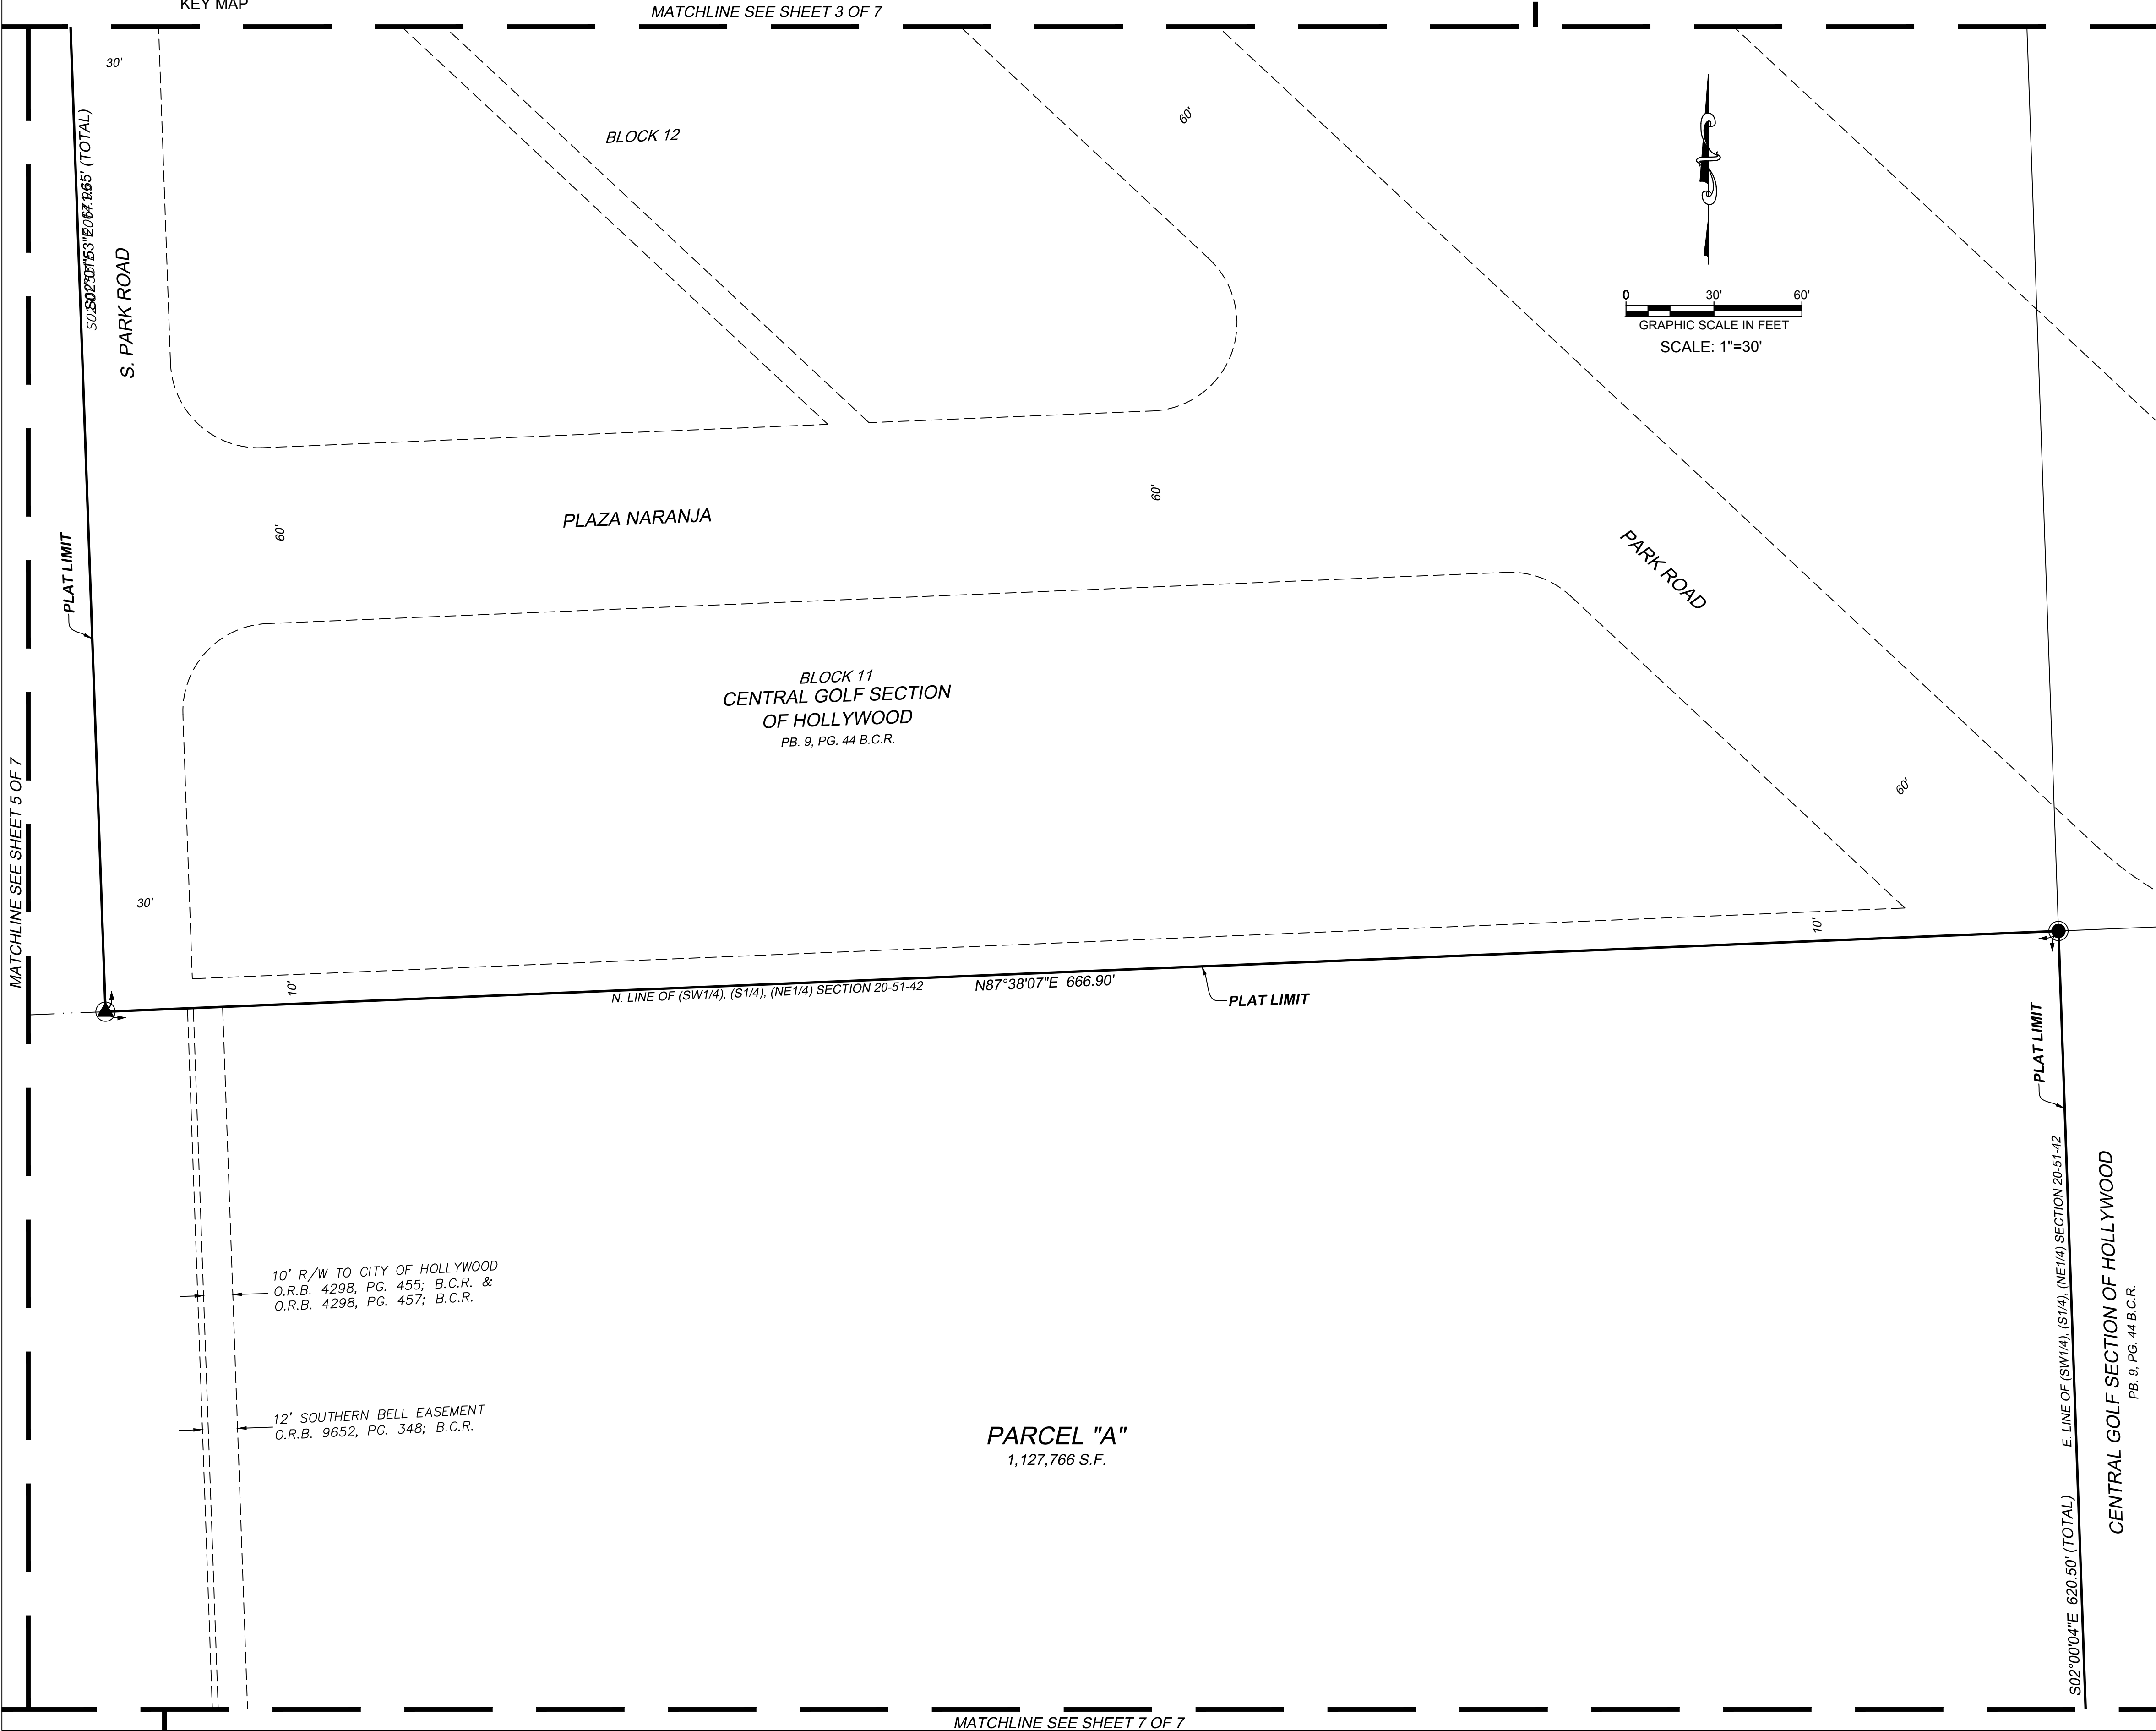 KEY MAP
MATCHLINE SEE SHEET 3 OF 7
30'
(TOTAL)
S. PARK ROAD
BLOCK 12
60'
0 30' 60'
GRAPHIC SCALE IN FEET
SCALE: 1"=30'
PLAT LIMIT
60'
PLAZA NARANJA
60'
PARK ROAD
BLOCK 11
CENTRAL GOLF SECTION
OF HOLLYWOOD
PB. 9, PG. 44 B.C.R.
60'
MATCHLINE SEE SHEET 5 OF 7
30'
10'
10'
N. LINE OF (SW1/4), (S1/4), (NE1/4) SECTION 20-51-42
N87°38'07"E 666.90'
PLAT LIMIT
PLAT LIMIT
10' R/W TO CITY OF HOLLYWOOD
O.R.B. 4298, PG. 455; B.C.R. &
O.R.B. 4298, PG. 457; B.C.R.
12' SOUTHERN BELL EASEMENT
O.R.B. 9652, PG. 348; B.C.R.
PARCEL "A"
1,127,766 S.F.
S02°00'04"E 620.50' (TOTAL)
E. LINE OF (SW1/4), (S1/4), (NE1/4) SECTION 20-51-42
CENTRAL GOLF SECTION OF HOLLYWOOD
PB. 9, PG. 44 B.C.R.
MATCHLINE SEE SHEET 7 OF 7